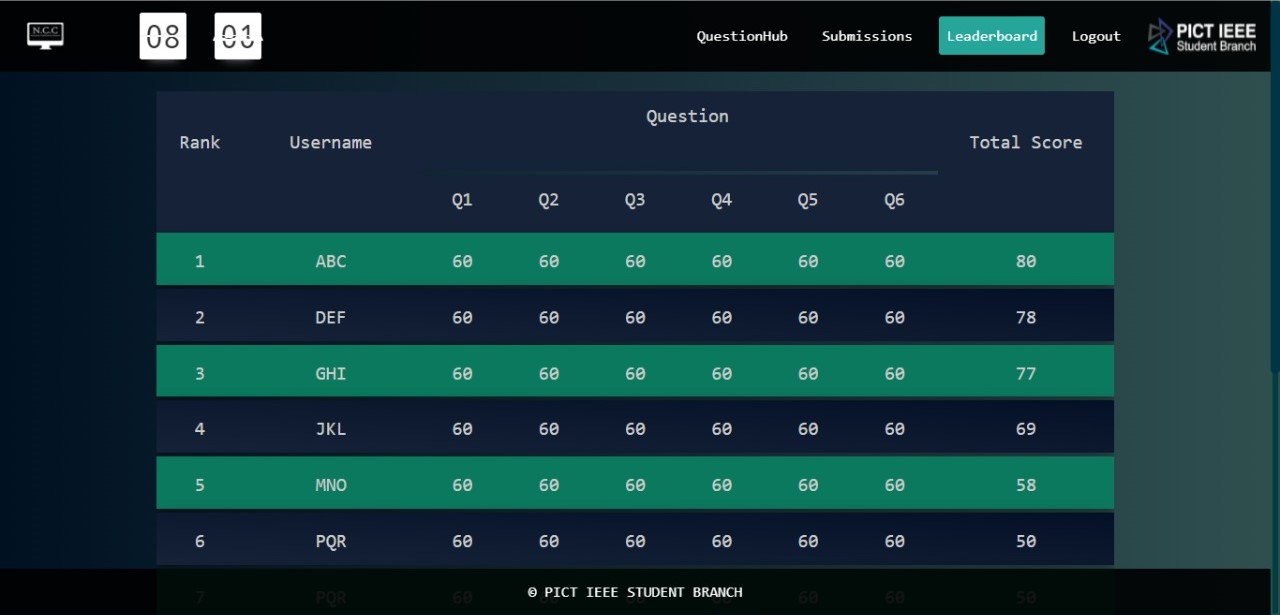 N.C.C
08 01
QuestionHub Submissions Leaderboard Logout
PICT IEEE
Student Branch
Question
Rank Username Total Score
Q1 Q2 Q3 Q4 Q5 Q6
1 ABC 60 60 60 60 60 60 80
2 DEF 60 60 60 60 60 60 78
3 GHI 60 60 60 60 60 60 77
4 JKL 60 60 60 60 60 60 69
5 MNO 60 60 60 60 60 60 58
6 PQR 60 60 60 60 60 60 50
7 PQR 60 60 60 60 60 60 50
© PICT IEEE STUDENT BRANCH